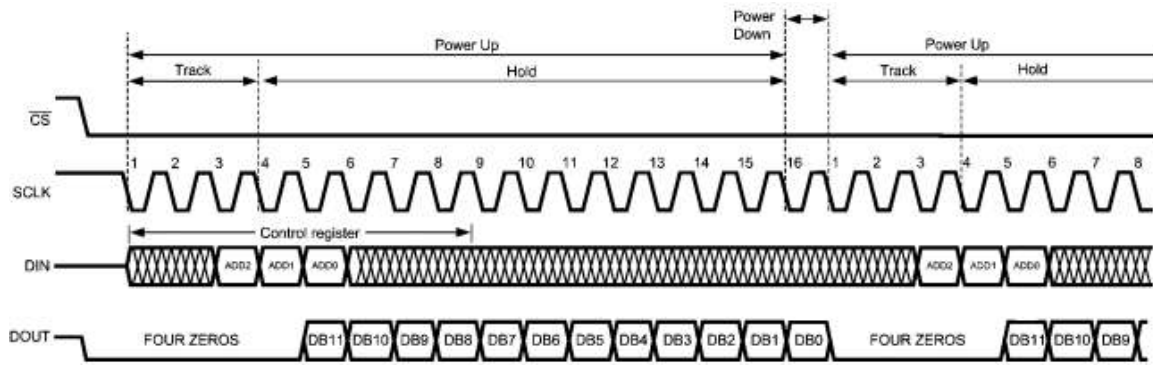 Power
Down
Power Up
Power Up
Track
Hold
Track
Hold
CS
1 2 3 4 5 6 7 8 9 10 11 12 13 14 15 16 1 2 3 4 5 6 7 8
SCLK
Control register
DIN ADD2 ADD1 ADD0 ADD2 ADD1 ADD0
DOUT FOUR ZEROS DB11 DB10 DB9 DB8 DB7 DB6 DB5 DB4 DB3 DB2 DB1 DB0 FOUR ZEROS DB11 DB10 DB9